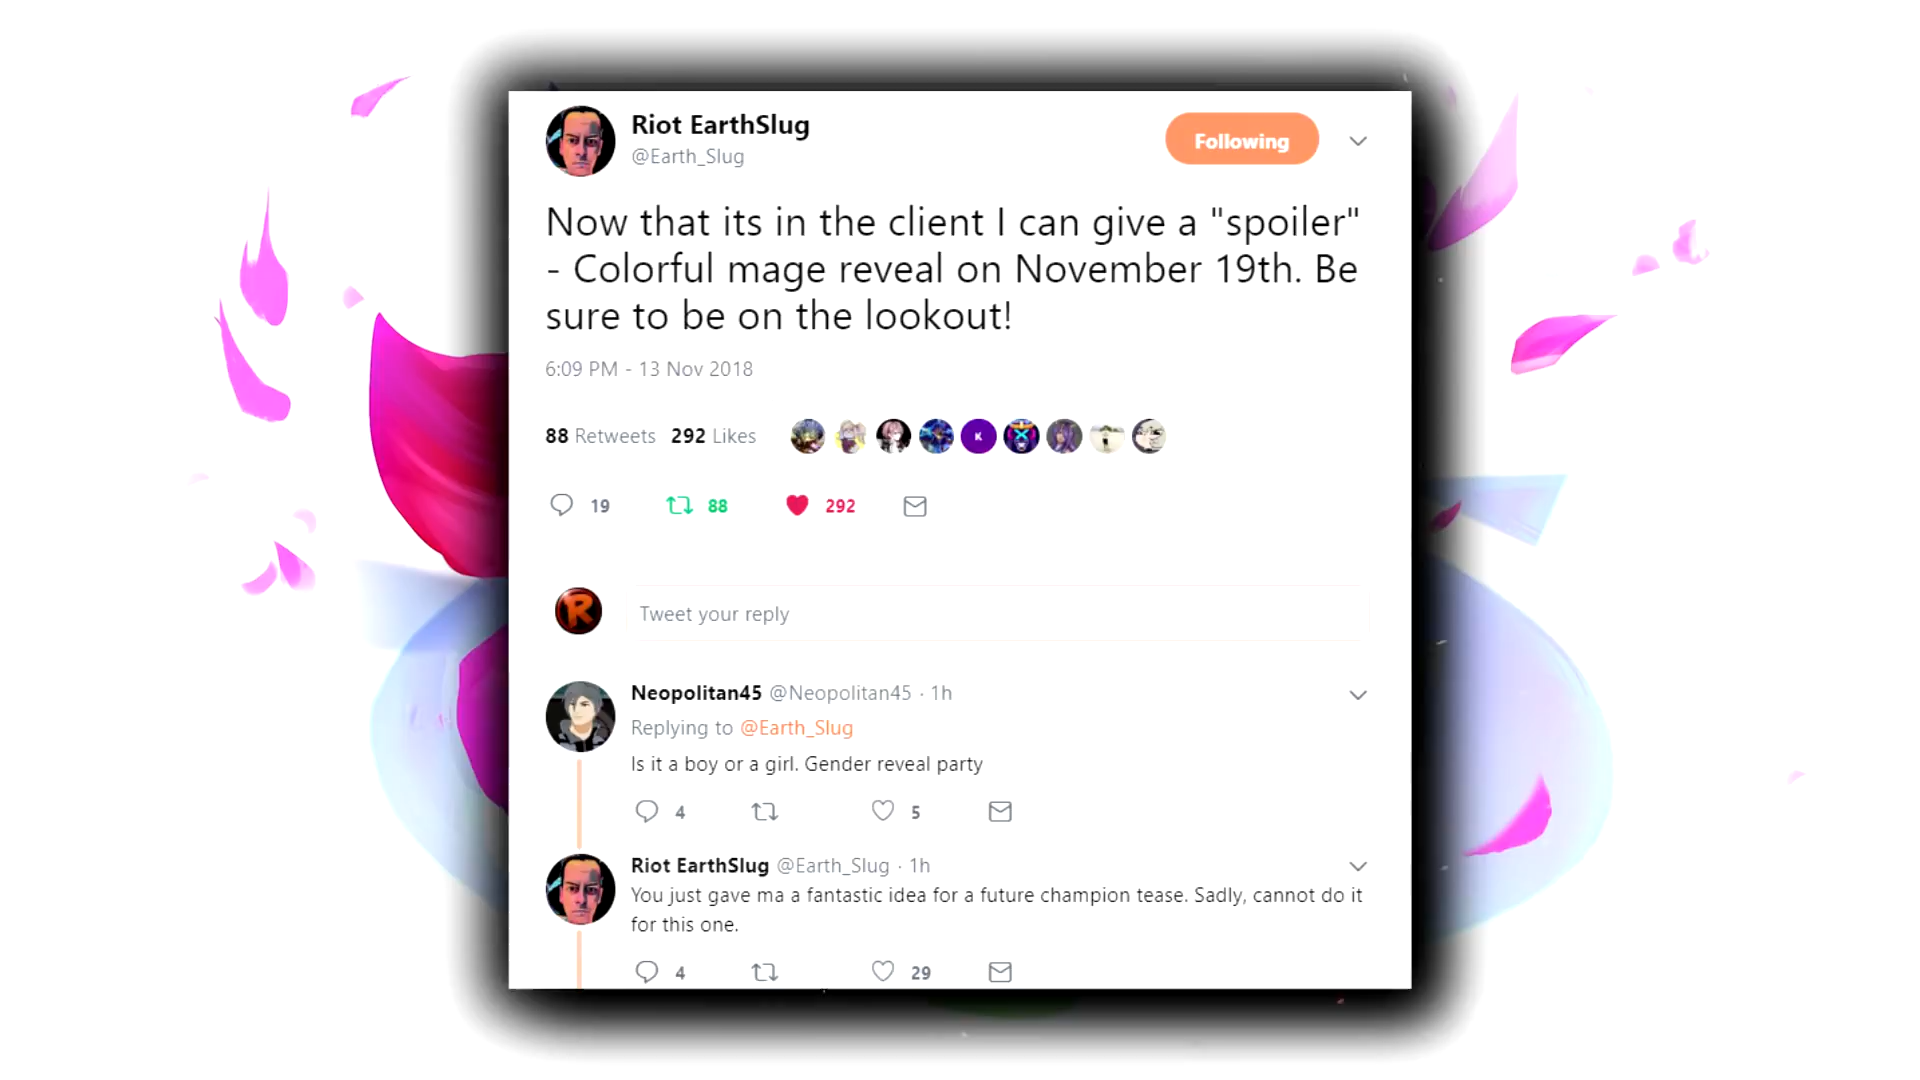 Riot EarthSlug
@Earth_Slug
Following
Now that its in the client I can give a "spoiler"
- Colorful mage reveal on November 19th. Be
sure to be on the lookout!
6:09 PM - 13 Nov 2018
88 Retweets 292 Likes
K
19 88 292
R
Tweet your reply
Neopolitan45 @Neopolitan45 · 1h
Replying to @Earth_Slug
Is it a boy or a girl. Gender reveal party
4 5
Riot EarthSlug @Earth_Slug · 1h
You just gave ma a fantastic idea for a future champion tease. Sadly, cannot do it
for this one.
4 29